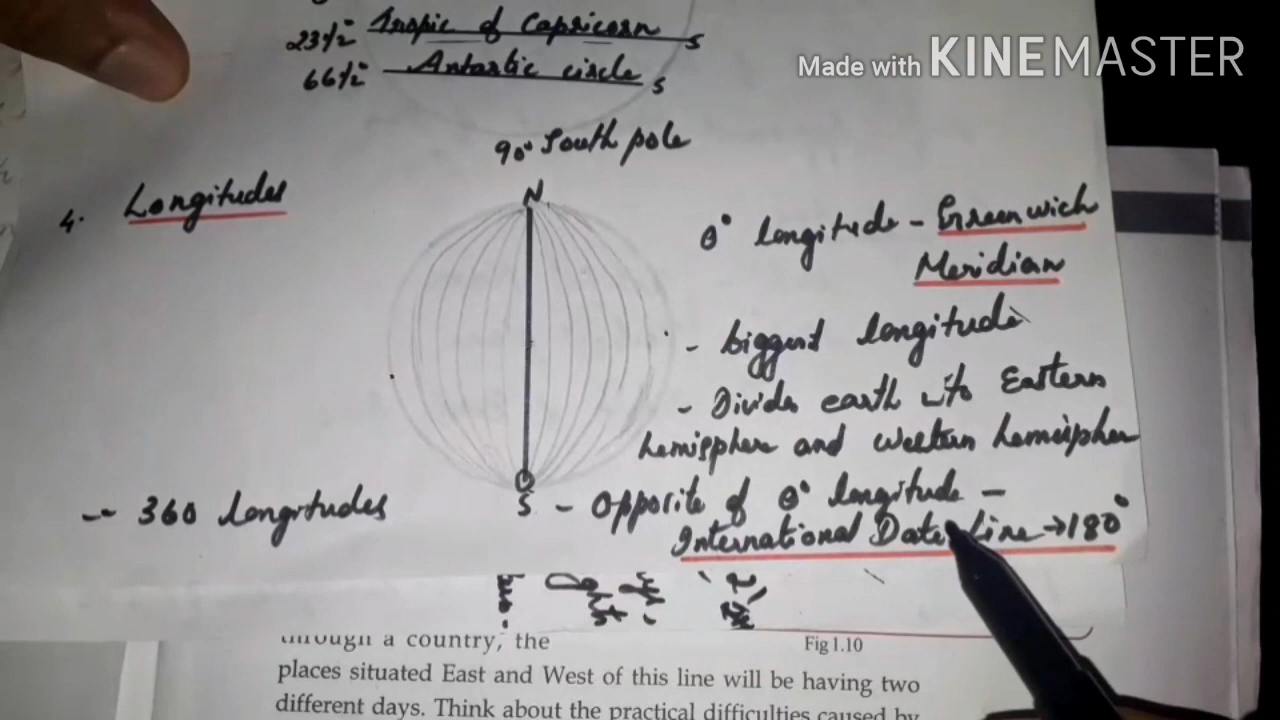 23½° Tropic of Capricorn S
66½° Antartic circle S
Made with KINEMASTER
90° South pole
4. Longitudes
N
0° longitude - Greenwich
Meridian
- biggest longitude
- Divides earth into Eastern
hemisphere and western hemispher
-- 360 longitudes
S
- Opposite of 0° longitude -
International Date Line → 180°
through a country, the
Fig 1.10
places situated East and West of this line will be having two
different days. Think about the practical difficulties caused by